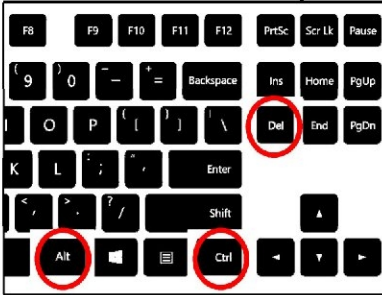 F8 F9 F10 F11 F12 PrtSc Scr Lk Pause
( 9 ) 0 – - + = Backspace Ins Home PgUp
O P { [ } ] | \ Del End PgDn
K L : ; " ' Enter
< , > . ? / Shift
Alt Ctrl